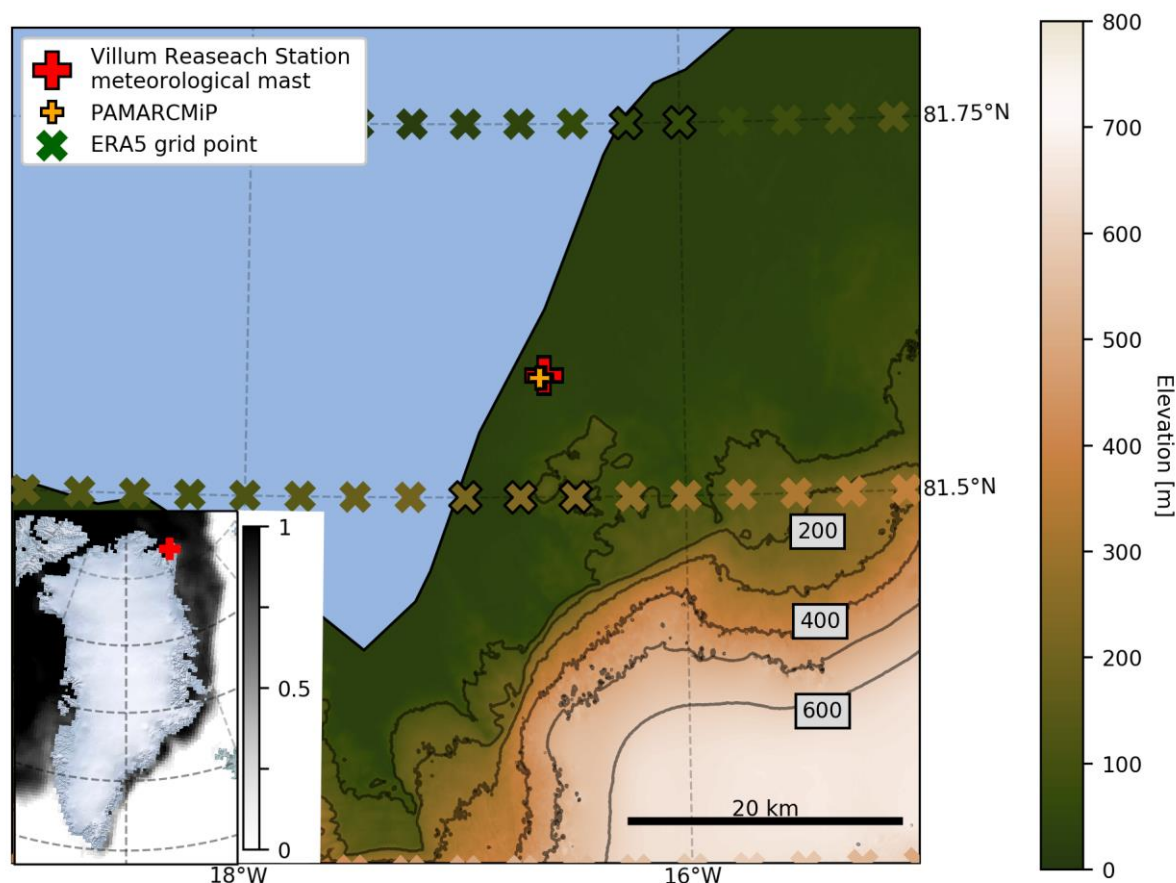 Villum Reaseach Station
meteorological mast
PAMARCMiP
ERA5 grid point
81.75°N
81.5°N
200
400
600
20 km
18°W
16°W
1
0.5
0
800
700
600
500
400
300
200
100
0
Elevation [m]